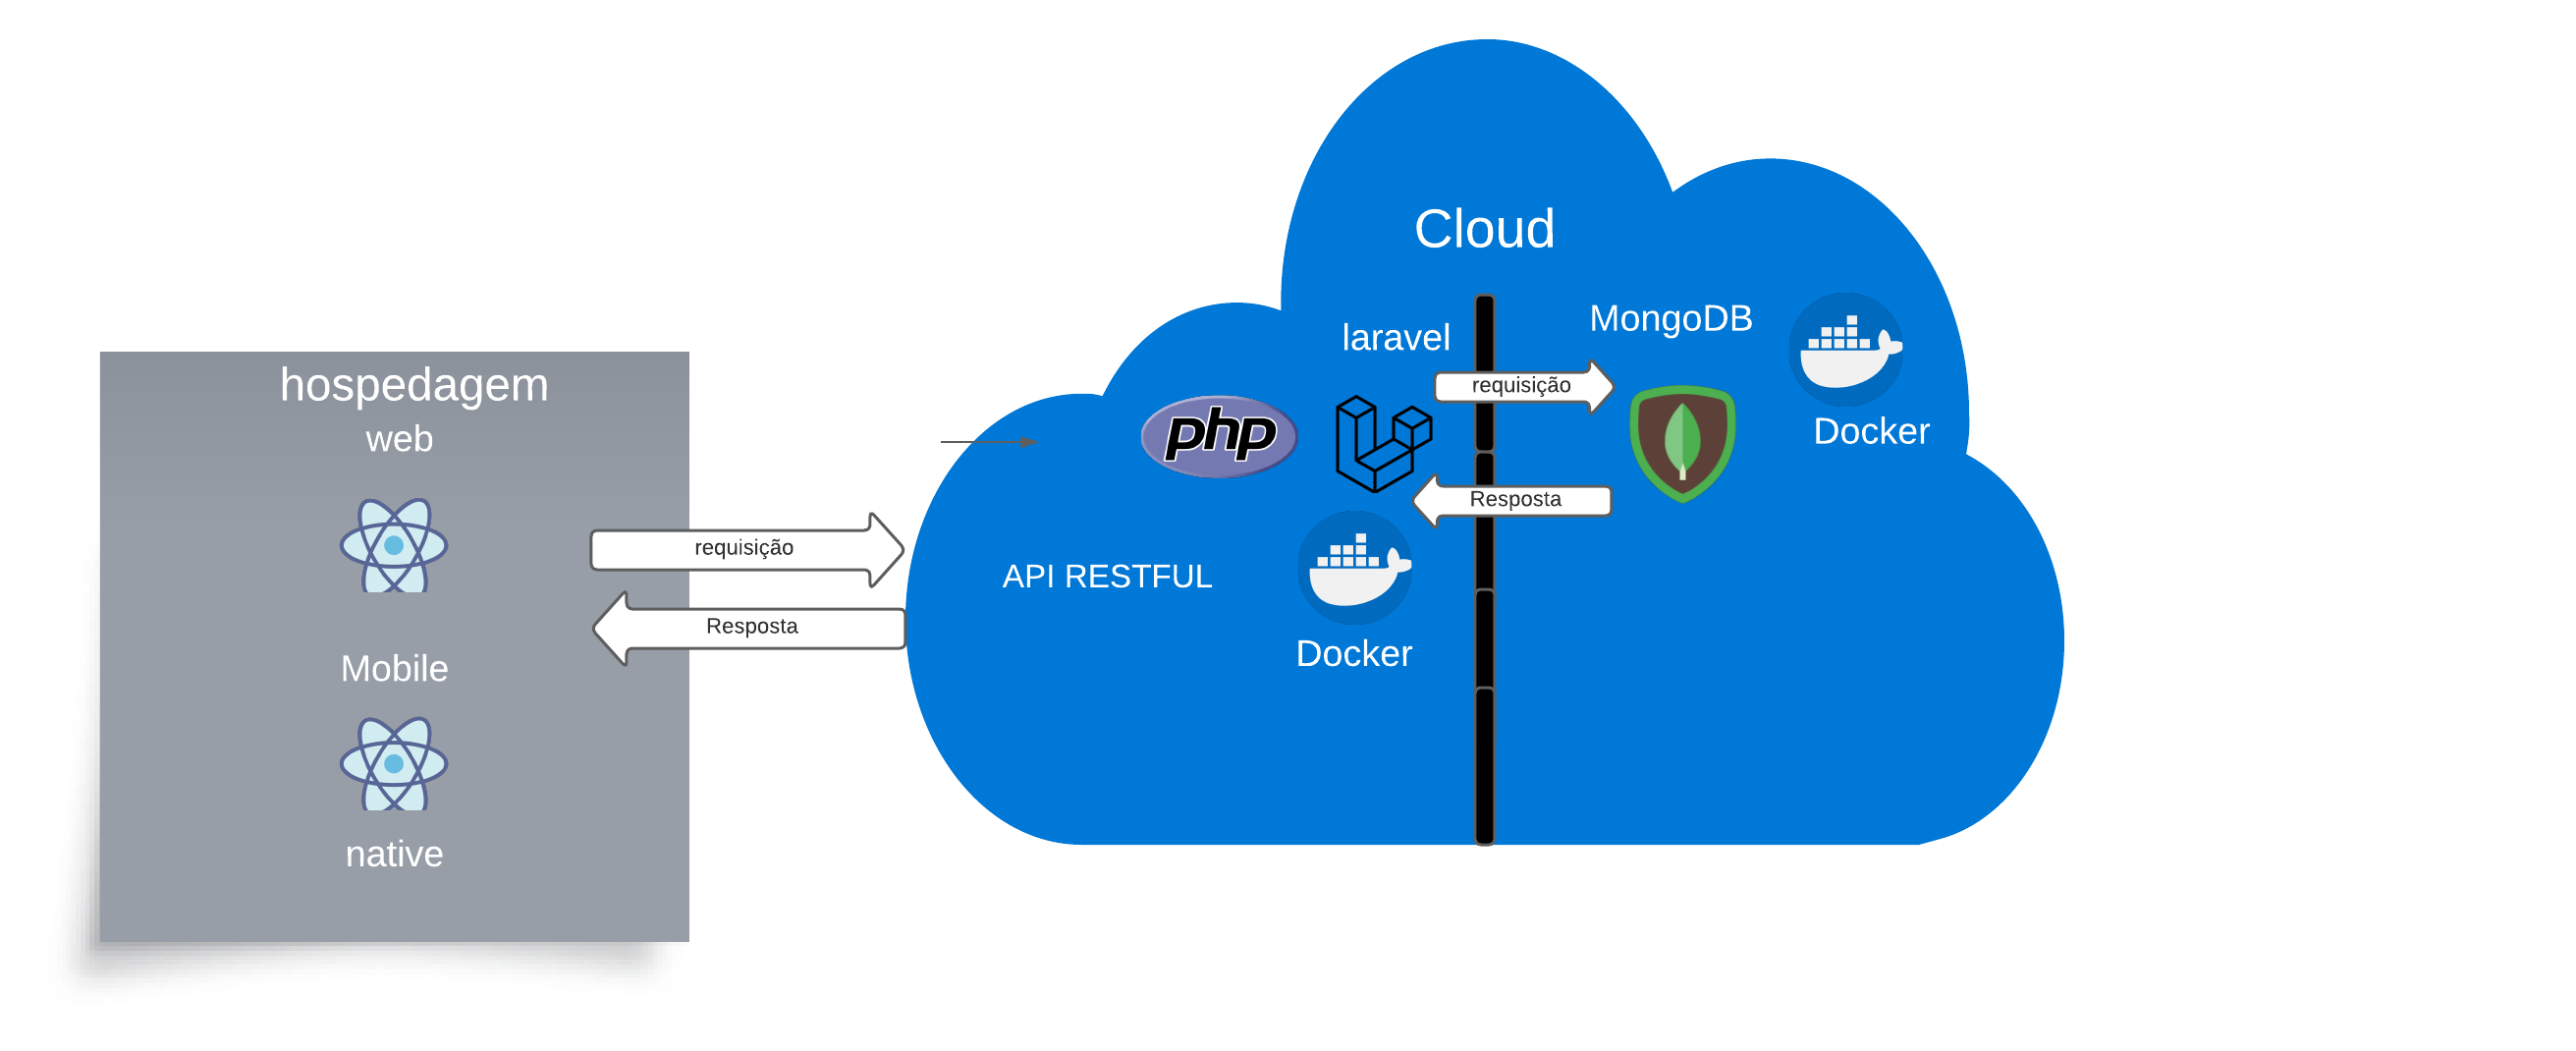 hospedagem
web
Mobile
native
requisição
Resposta
Cloud
laravel
php
API RESTFUL
Docker
requisição
Resposta
MongoDB
Docker